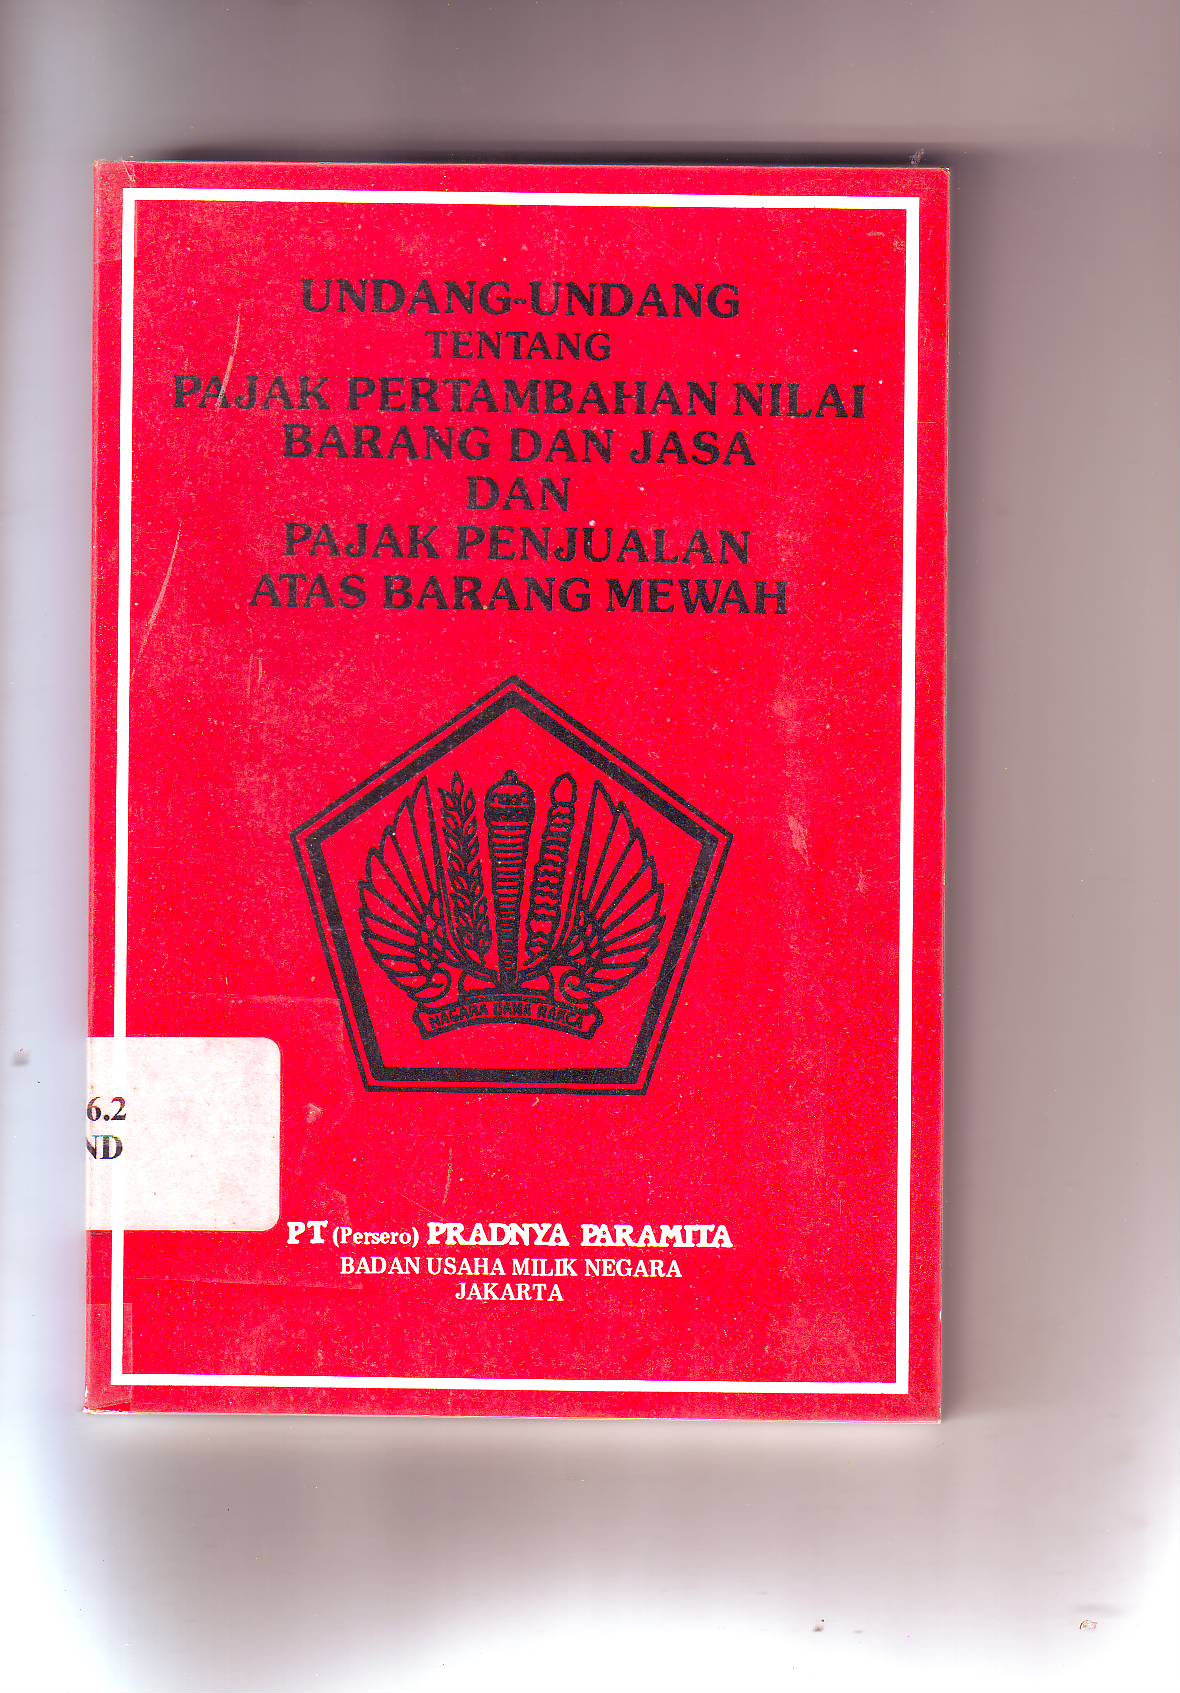 UNDANG-UNDANG
TENTANG
PAJAK PERTAMBAHAN NILAI
BARANG DAN JASA
DAN
PAJAK PENJUALAN
ATAS BARANG MEWAH
NAGARA DANA RAKCA
6.2
ND
PT (Persero) PRADNYA PARAMITA
BADAN USAHA MILIK NEGARA
JAKARTA